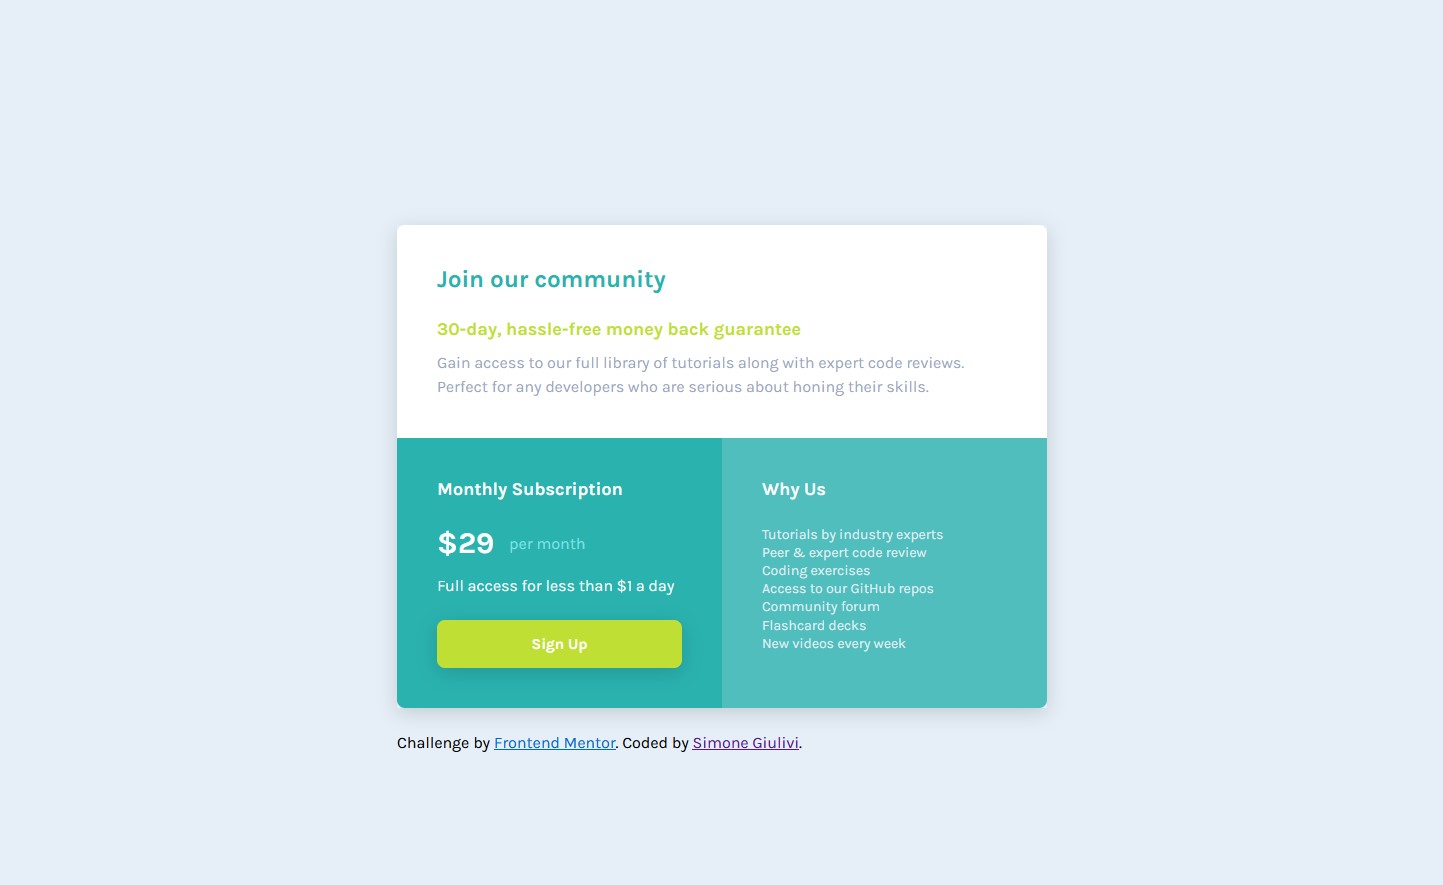 Join our community
30-day, hassle-free money back guarantee
Gain access to our full library of tutorials along with expert code reviews.
Perfect for any developers who are serious about honing their skills.
Monthly Subscription
$29 per month
Full access for less than $1 a day
Sign Up
Why Us
Tutorials by industry experts
Peer & expert code review
Coding exercises
Access to our GitHub repos
Community forum
Flashcard decks
New videos every week
Challenge by Frontend Mentor. Coded by Simone Giulivi.